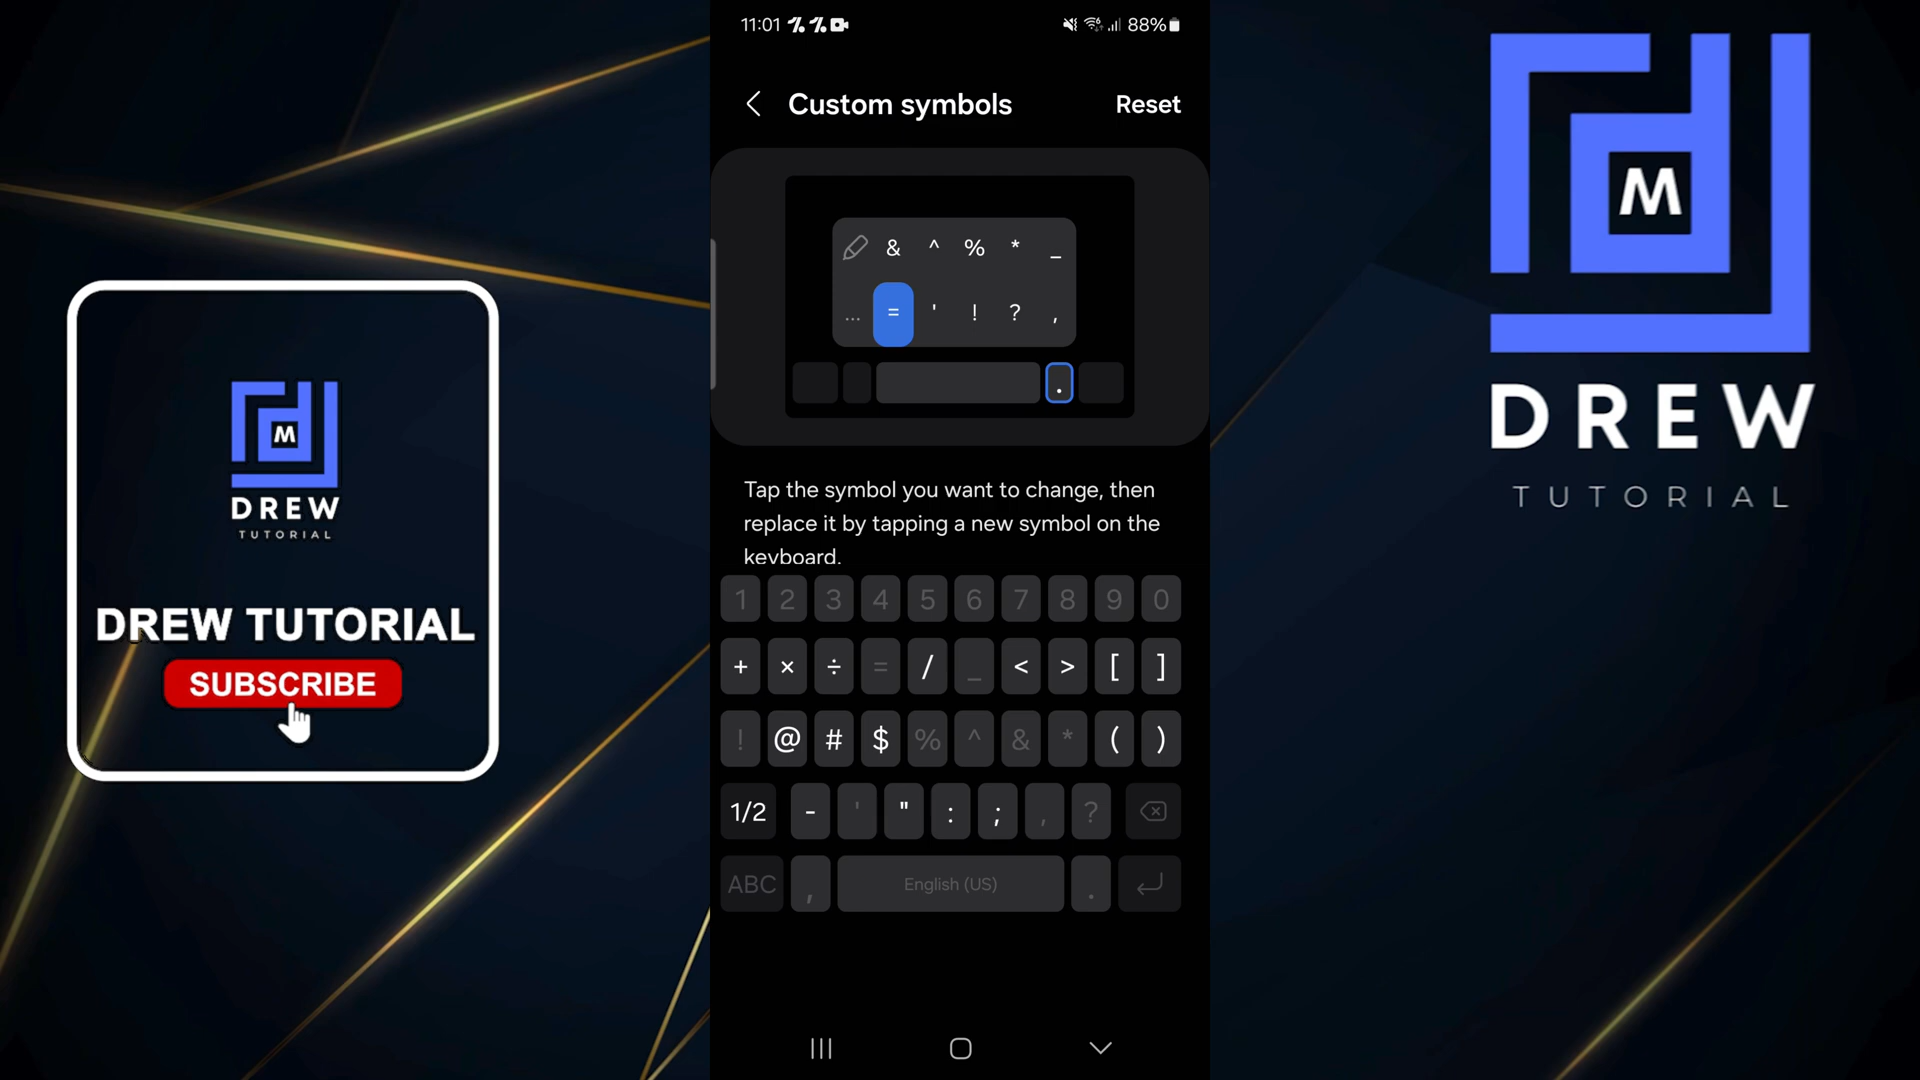 11:01
88%
Custom symbols
Reset
& ^ % * _
... = ' ! ? ,
.
Tap the symbol you want to change, then
replace it by tapping a new symbol on the
keyboard.
1 2 3 4 5 6 7 8 9 0
+ × ÷ = / _ < > [ ]
! @ # $ % ^ & * ( )
1/2 - ' " : ; , ?
ABC , English (US) .
M
DREW
TUTORIAL
DREW TUTORIAL
SUBSCRIBE
M
DREW
TUTORIAL